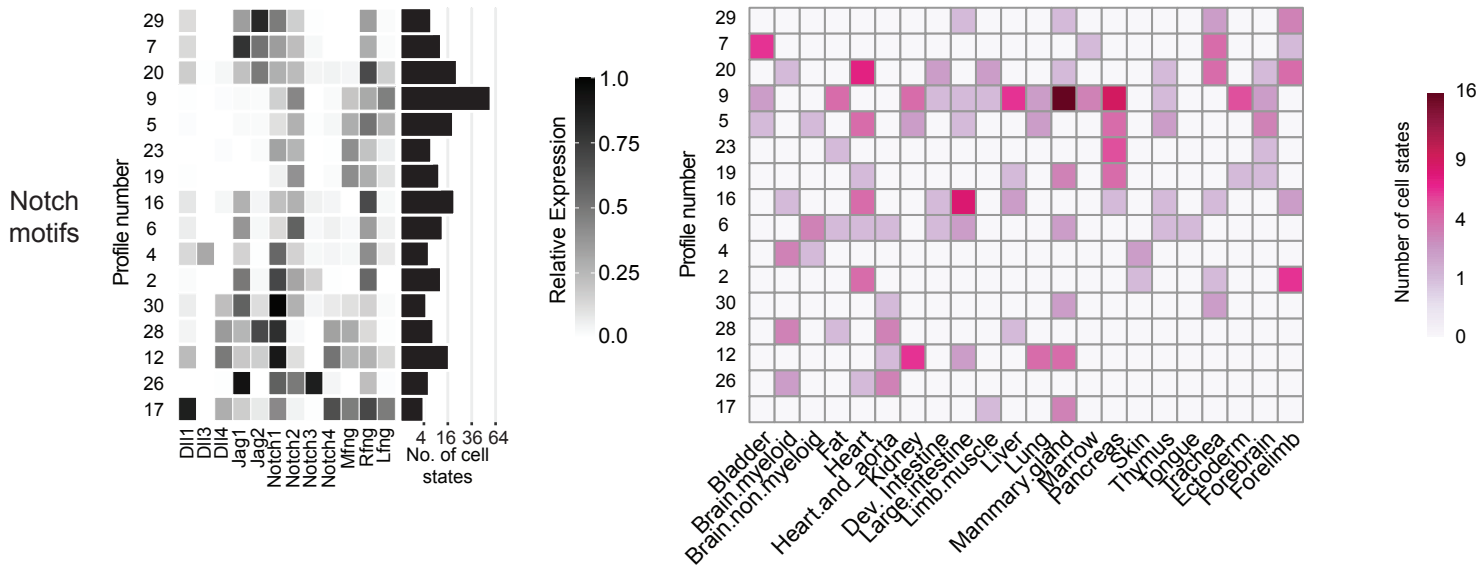 Notch
motifs
Profile number
29
7
20
9
5
23
19
16
6
4
2
30
28
12
26
17
Dll1
Dll3
Dll4
Jag1
Jag2
Notch1
Notch2
Notch3
Notch4
Mfng
Rfng
Lfng
4 16 36 64
No. of cell
states
Relative Expression
1.0
0.75
0.50
0.25
0.0
Profile number
29
7
20
9
5
23
19
16
6
4
2
30
28
12
26
17
Bladder
Brain.myeloid
Brain.non.myeloid
Fat
Heart
Heart.and_aorta
Kidney
Dev. Intestine
Large.intestine
Limb.muscle
Liver
Lung
Mammary.gland
Marrow
Pancreas
Skin
Thymus
Tongue
Trachea
Ectoderm
Forebrain
Forelimb
Number of cell states
16
9
4
1
0